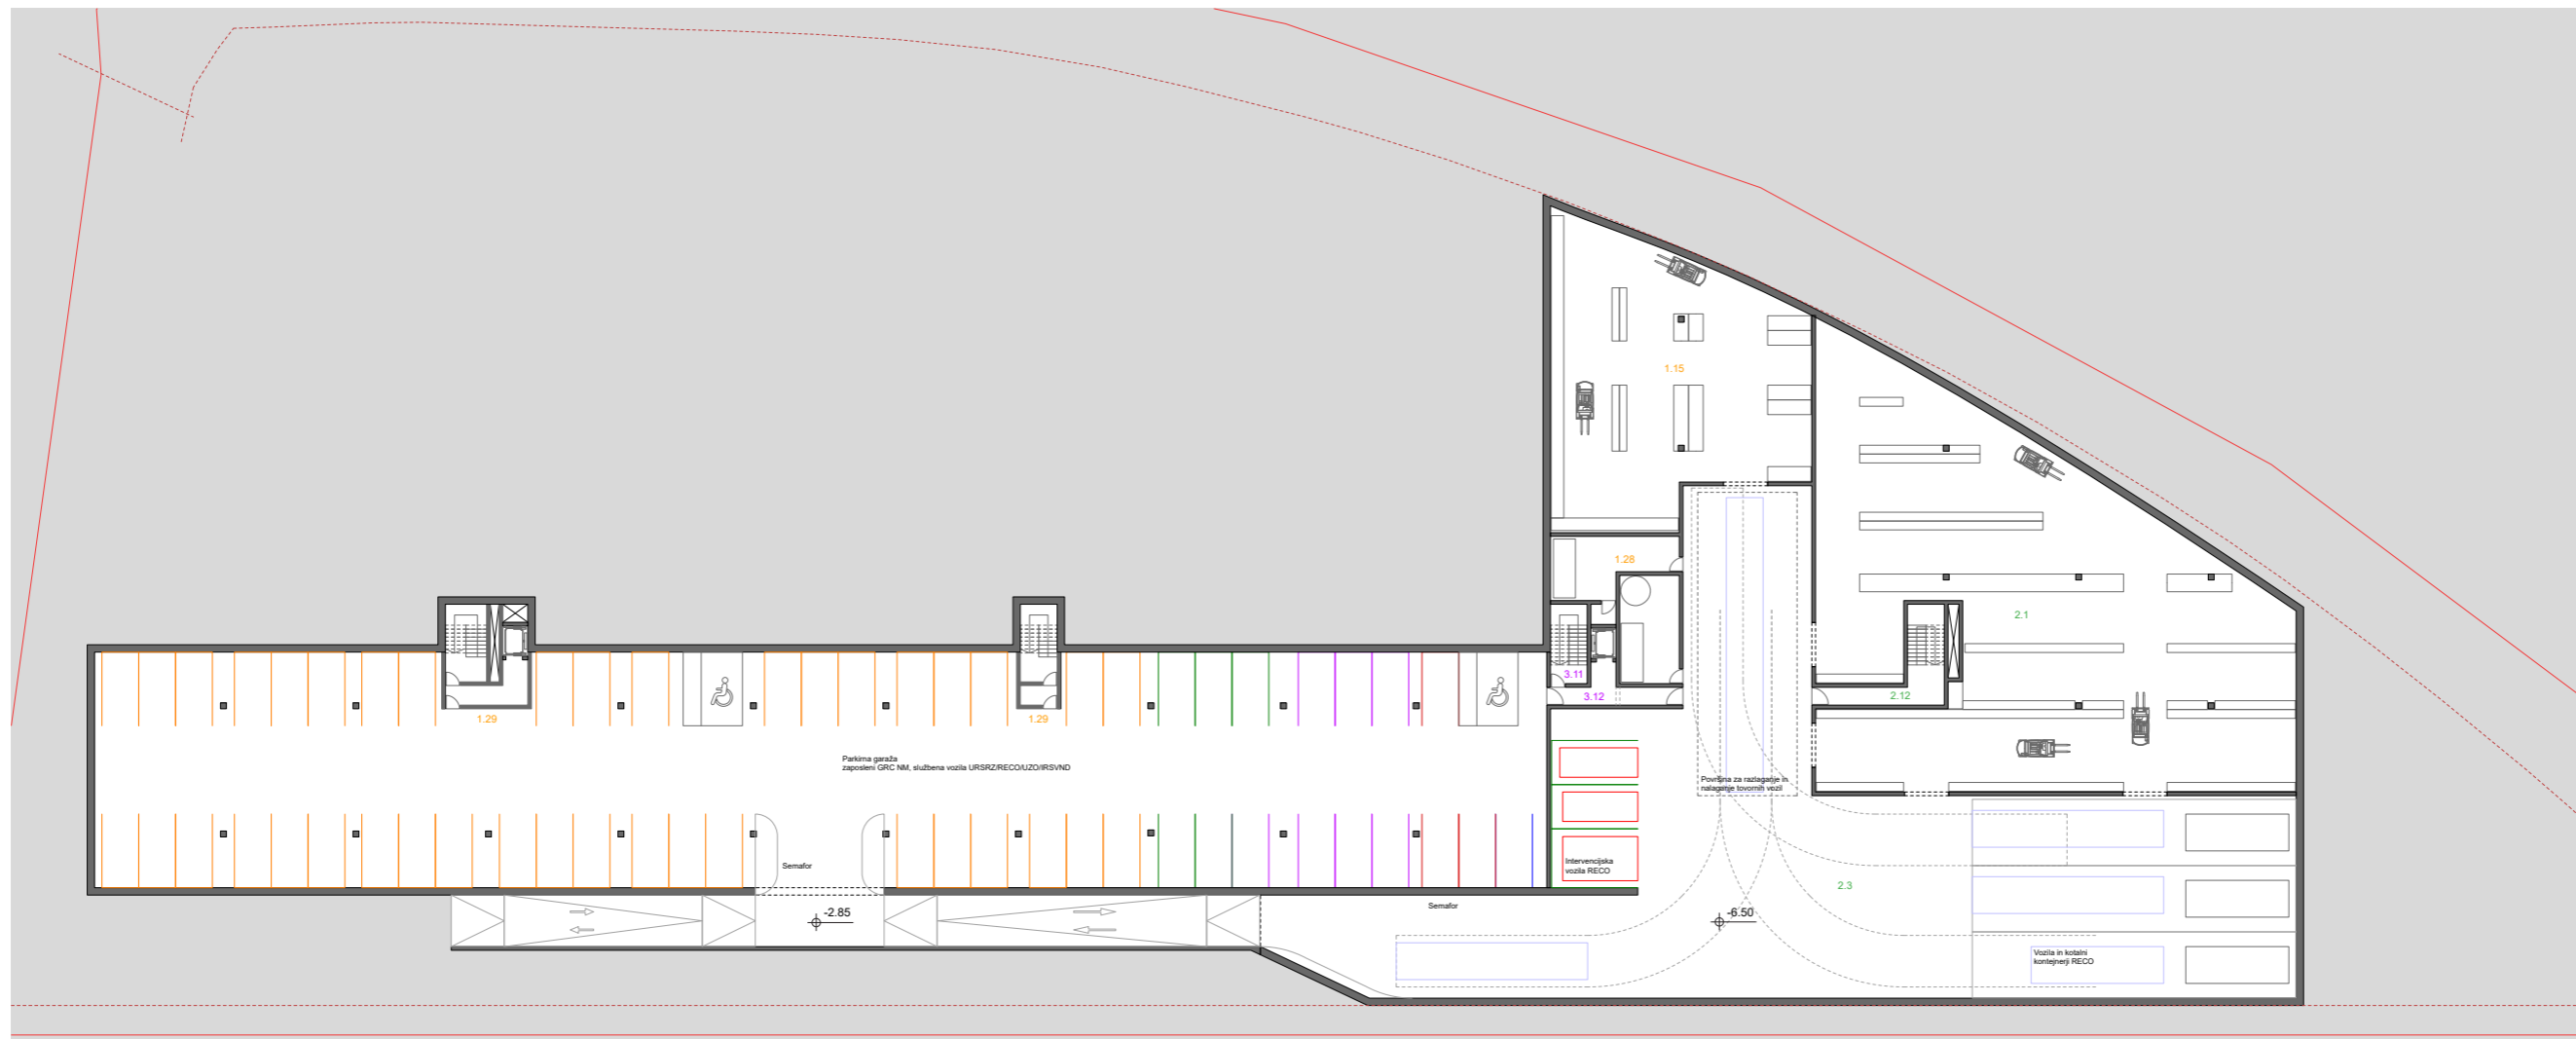 1.15
1.28
2.1
3.11
3.12
2.12
1.29
1.29
Parkirna garaža
zaposleni GRC NM, službena vozila URSRZ/RECO/UZO/IRSVND
Površina za razlaganje in
nalaganje tovornih vozil
Semafor
Intervencijska
vozila RECO
2.3
Semafor
-2.85
-6.50
Vozila in kotalni
kontejnerji RECO